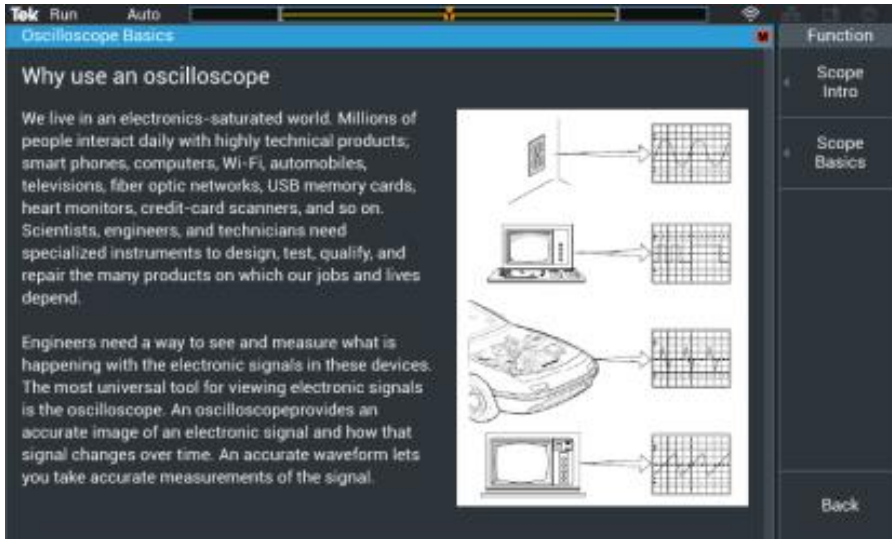 Tek Run Auto
Oscilloscope Basics
M
Function
Why use an oscilloscope
We live in an electronics-saturated world. Millions of
people interact daily with highly technical products;
smart phones, computers, Wi-Fi, automobiles,
televisions, fiber optic networks, USB memory cards,
heart monitors, credit-card scanners, and so on.
Scientists, engineers, and technicians need
specialized instruments to design, test, qualify, and
repair the many products on which our jobs and lives
depend.
Engineers need a way to see and measure what is
happening with the electronic signals in these devices.
The most universal tool for viewing electronic signals
is the oscilloscope. An oscilloscopeprovides an
accurate image of an electronic signal and how that
signal changes over time. An accurate waveform lets
you take accurate measurements of the signal.
Scope
Intro
Scope
Basics
Back